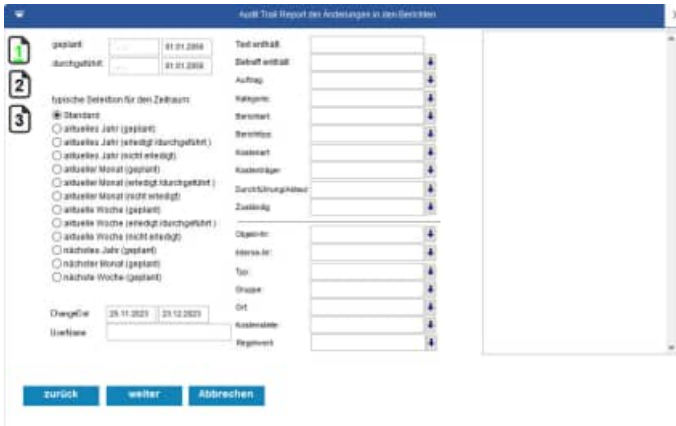 Audit Trail Report der Änderungen in den Berichten
1
2
3
geplant
01.01.2058
durchgeführt
01.01.2058
typische Selektion für den Zeitraum:
Standard
aktuelles Jahr (geplant)
aktuelles Jahr (erledigt /durchgeführt )
aktuelles Jahr (nicht erledigt)
aktueller Monat (geplant)
aktueller Monat (erledigt /durchgeführt )
aktueller Monat (nicht erledigt)
aktuelle Woche (geplant)
aktuelle Woche (erledigt /durchgeführt )
aktuelle Woche (nicht erledigt)
nächstes Jahr (geplant)
nächster Monat (geplant)
nächste Woche (geplant)
ChangeDat
25.11.2023
23.12.2023
UserName
Text enthält:
Betreff enthält:
Auftrag:
Kategorie:
Berichtart:
Berichttyp:
Kostenart:
Kostenträger:
Zuständig:
Objekt-Nr:
Interne-Nr:
Typ:
Gruppe:
Ort:
Kostenstelle:
Regelwerk:
zurück
weiter
Abbrechen